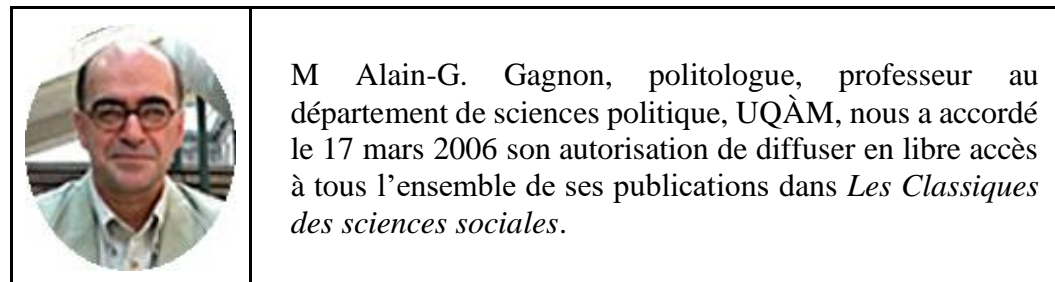 M Alain-G. Gagnon, politologue, professeur au
département de sciences politique, UQÀM, nous a accordé
le 17 mars 2006 son autorisation de diffuser en libre accès
à tous l’ensemble de ses publications dans Les Classiques
des sciences sociales.